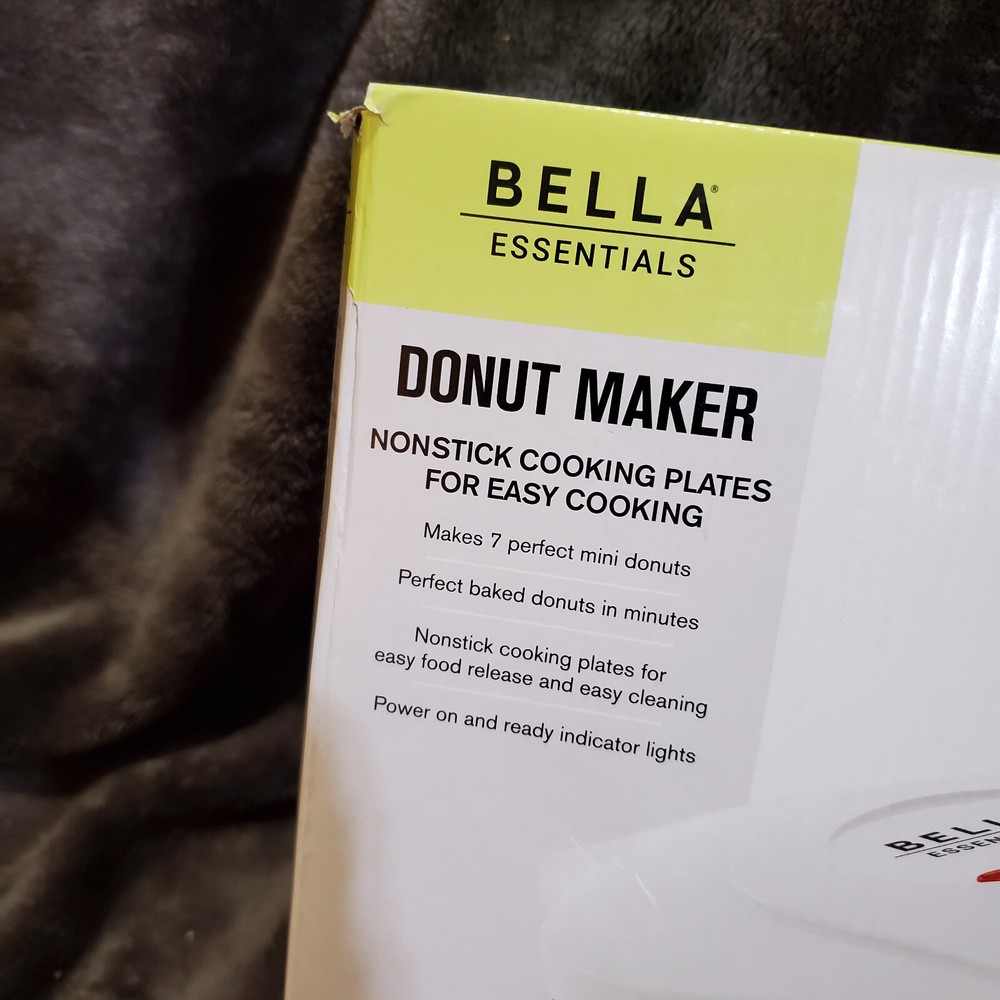 BELLA®
ESSENTIALS
DONUT MAKER
NONSTICK COOKING PLATES
FOR EASY COOKING
Makes 7 perfect mini donuts
Perfect baked donuts in minutes
Nonstick cooking plates for
easy food release and easy cleaning
Power on and ready indicator lights